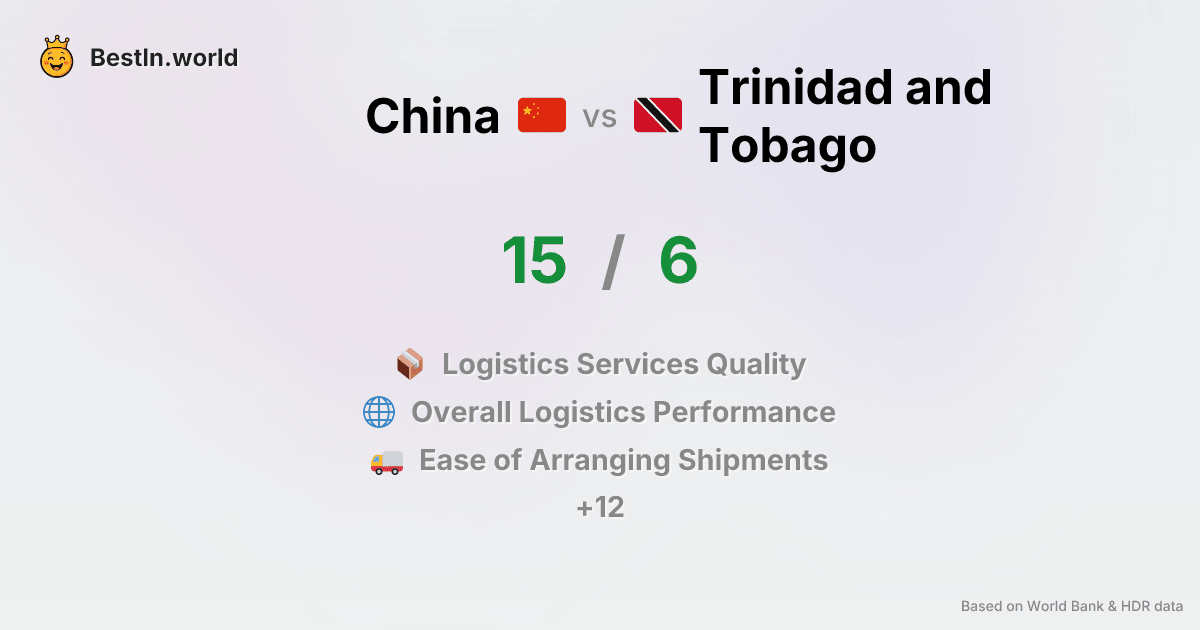 BestIn.world
China vs Trinidad and
Tobago
15 / 6
Logistics Services Quality
Overall Logistics Performance
Ease of Arranging Shipments
+12
Based on World Bank & HDR data